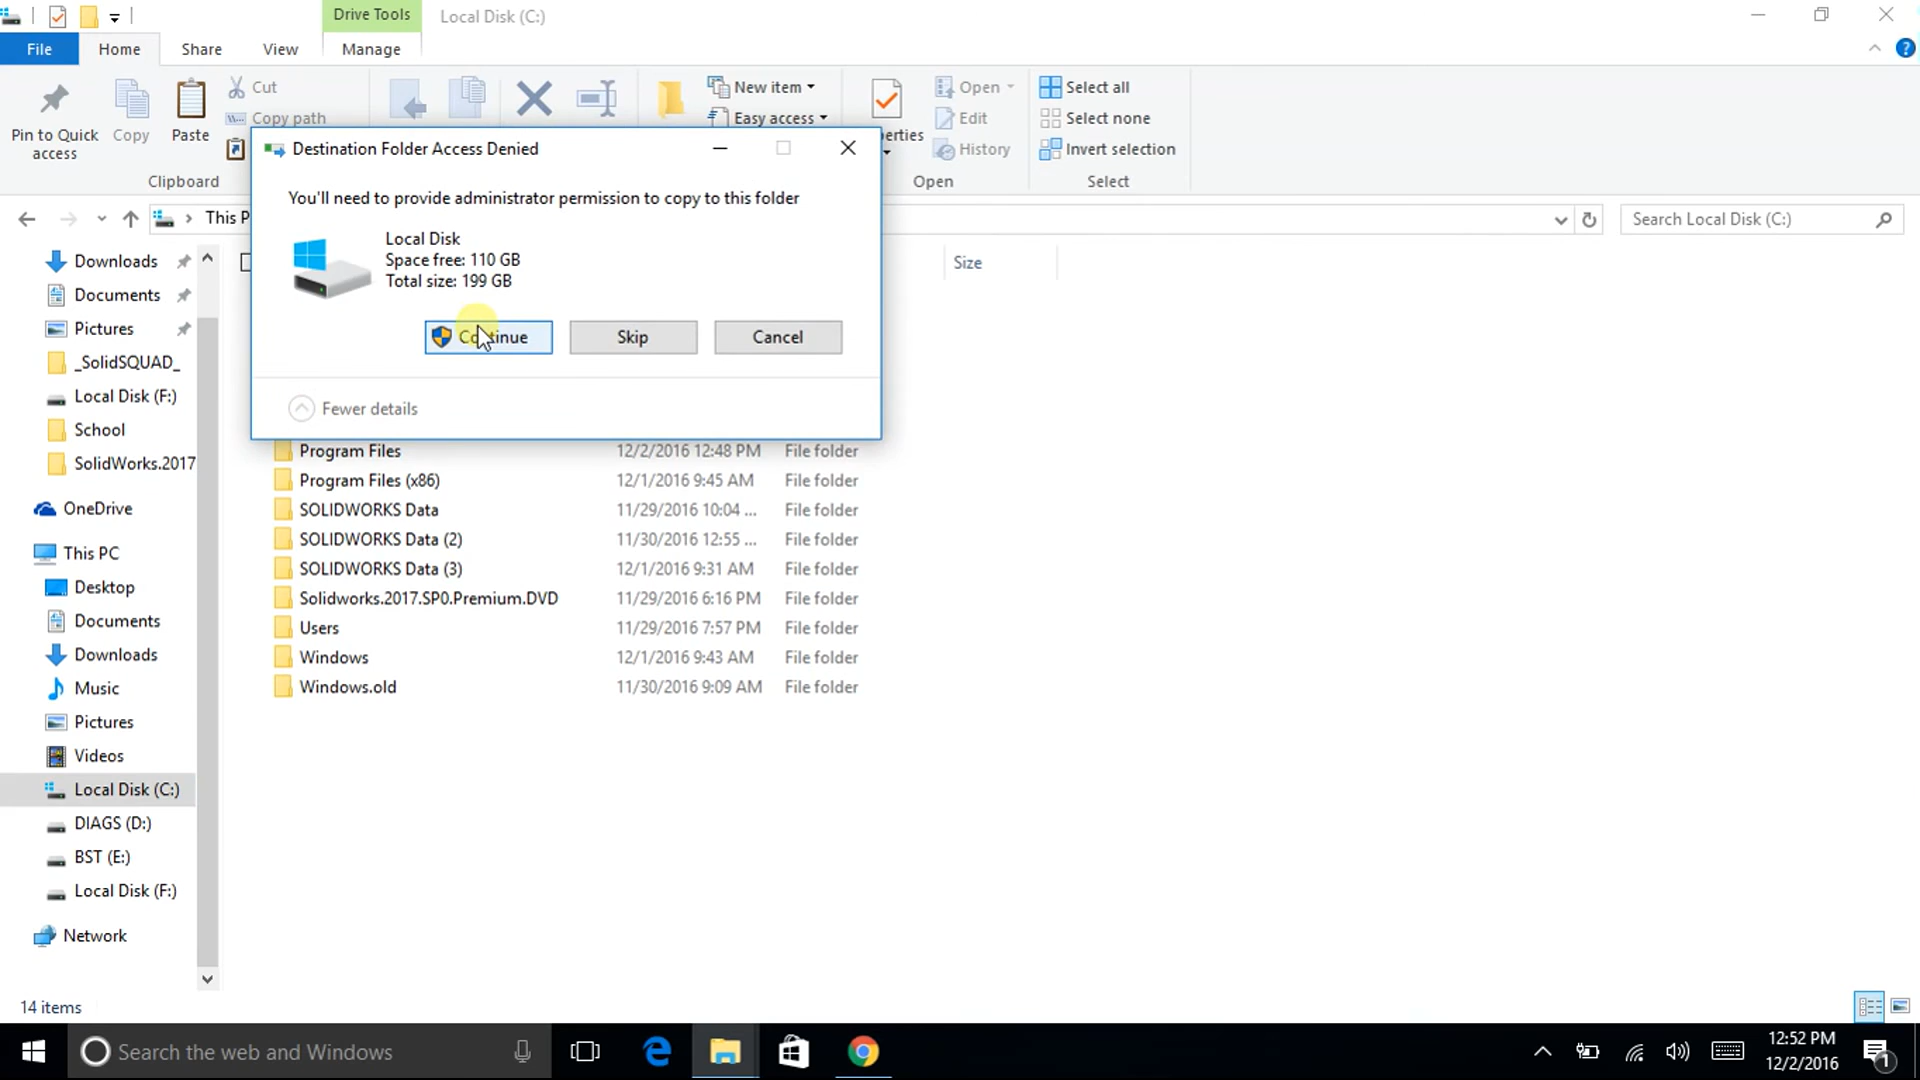 Drive Tools
Local Disk (C:)
File
Home
Share
View
Manage
Pin to Quick access
Copy
Paste
Cut
Copy path
New item
Easy access
erties
Open
Edit
History
Select all
Select none
Invert selection
Clipboard
Open
Select
This P
Search Local Disk (C:)
Destination Folder Access Denied
You'll need to provide administrator permission to copy to this folder
Local Disk
Space free: 110 GB
Total size: 199 GB
Continue
Skip
Cancel
Fewer details
Size
Downloads
Documents
Pictures
_SolidSQUAD_
Local Disk (F:)
School
SolidWorks.2017
OneDrive
This PC
Desktop
Documents
Downloads
Music
Pictures
Videos
Local Disk (C:)
DIAGS (D:)
BST (E:)
Local Disk (F:)
Network
Program Files 12/2/2016 12:48 PM File folder
Program Files (x86) 12/1/2016 9:45 AM File folder
SOLIDWORKS Data 11/29/2016 10:04 ... File folder
SOLIDWORKS Data (2) 11/30/2016 12:55 ... File folder
SOLIDWORKS Data (3) 12/1/2016 9:31 AM File folder
Solidworks.2017.SP0.Premium.DVD 11/29/2016 6:16 PM File folder
Users 11/29/2016 7:57 PM File folder
Windows 12/1/2016 9:43 AM File folder
Windows.old 11/30/2016 9:09 AM File folder
14 items
Search the web and Windows
12:52 PM
12/2/2016
1